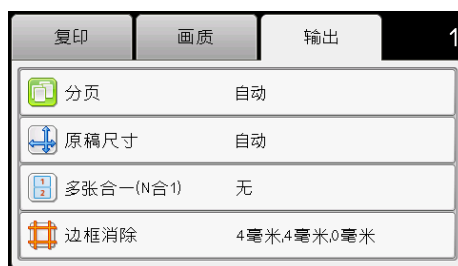 复印 画质 输出 1
分页 自动
原稿尺寸 自动
多张合一(N合1) 无
边框消除 4毫米,4毫米,0毫米